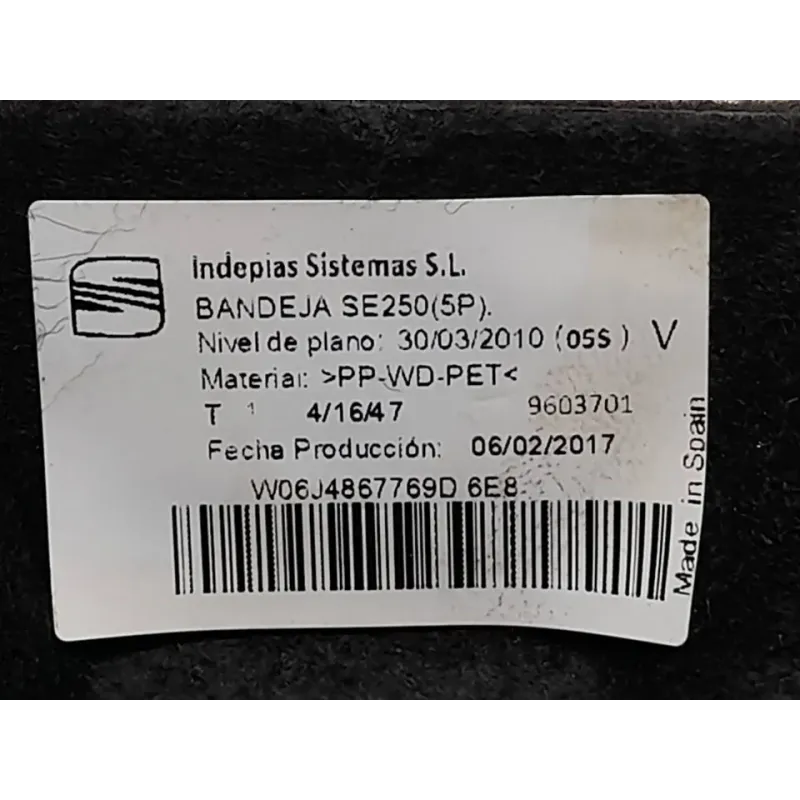 Indeplas Sistemas S.L.
BANDEJA SE250(5P).
Nivel de plano: 30/03/2010 (05S) V
Material: >PP-WD-PET<
T 1 4/16/47 9603701
Fecha Producción: 06/02/2017
W06J4867769D 6E8
Made in Spain